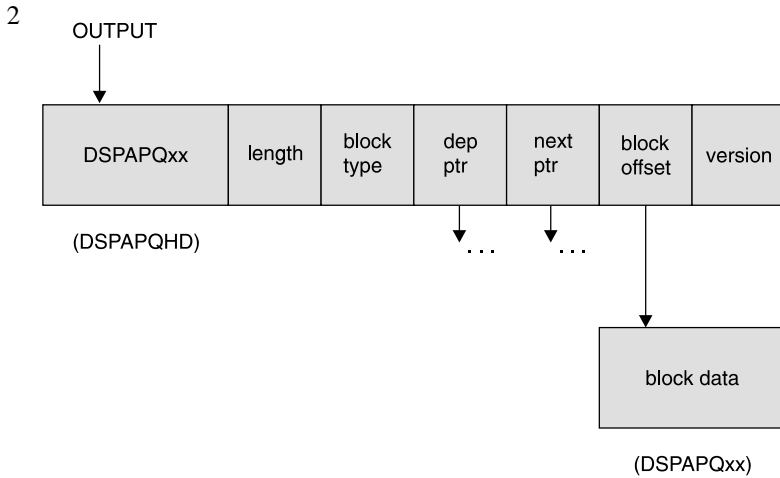 2
OUTPUT
DSPAPQxx
length
block
type
dep
ptr
next
ptr
block
offset
version
(DSPAPQHD)
...
...
block data
(DSPAPQxx)